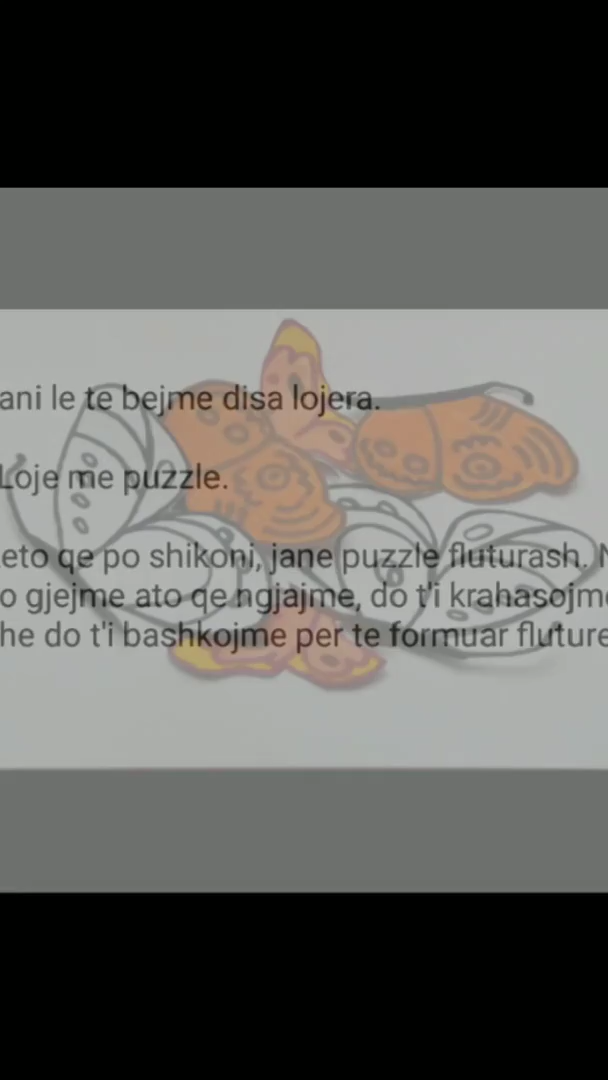 ani le te bejme disa lojera.
Loje me puzzle.
eto qe po shikoni, jane puzzle fluturash. N
o gjejme ato qe ngjajme, do t'i krahasojme
he do t'i bashkojme per te formuar fluture